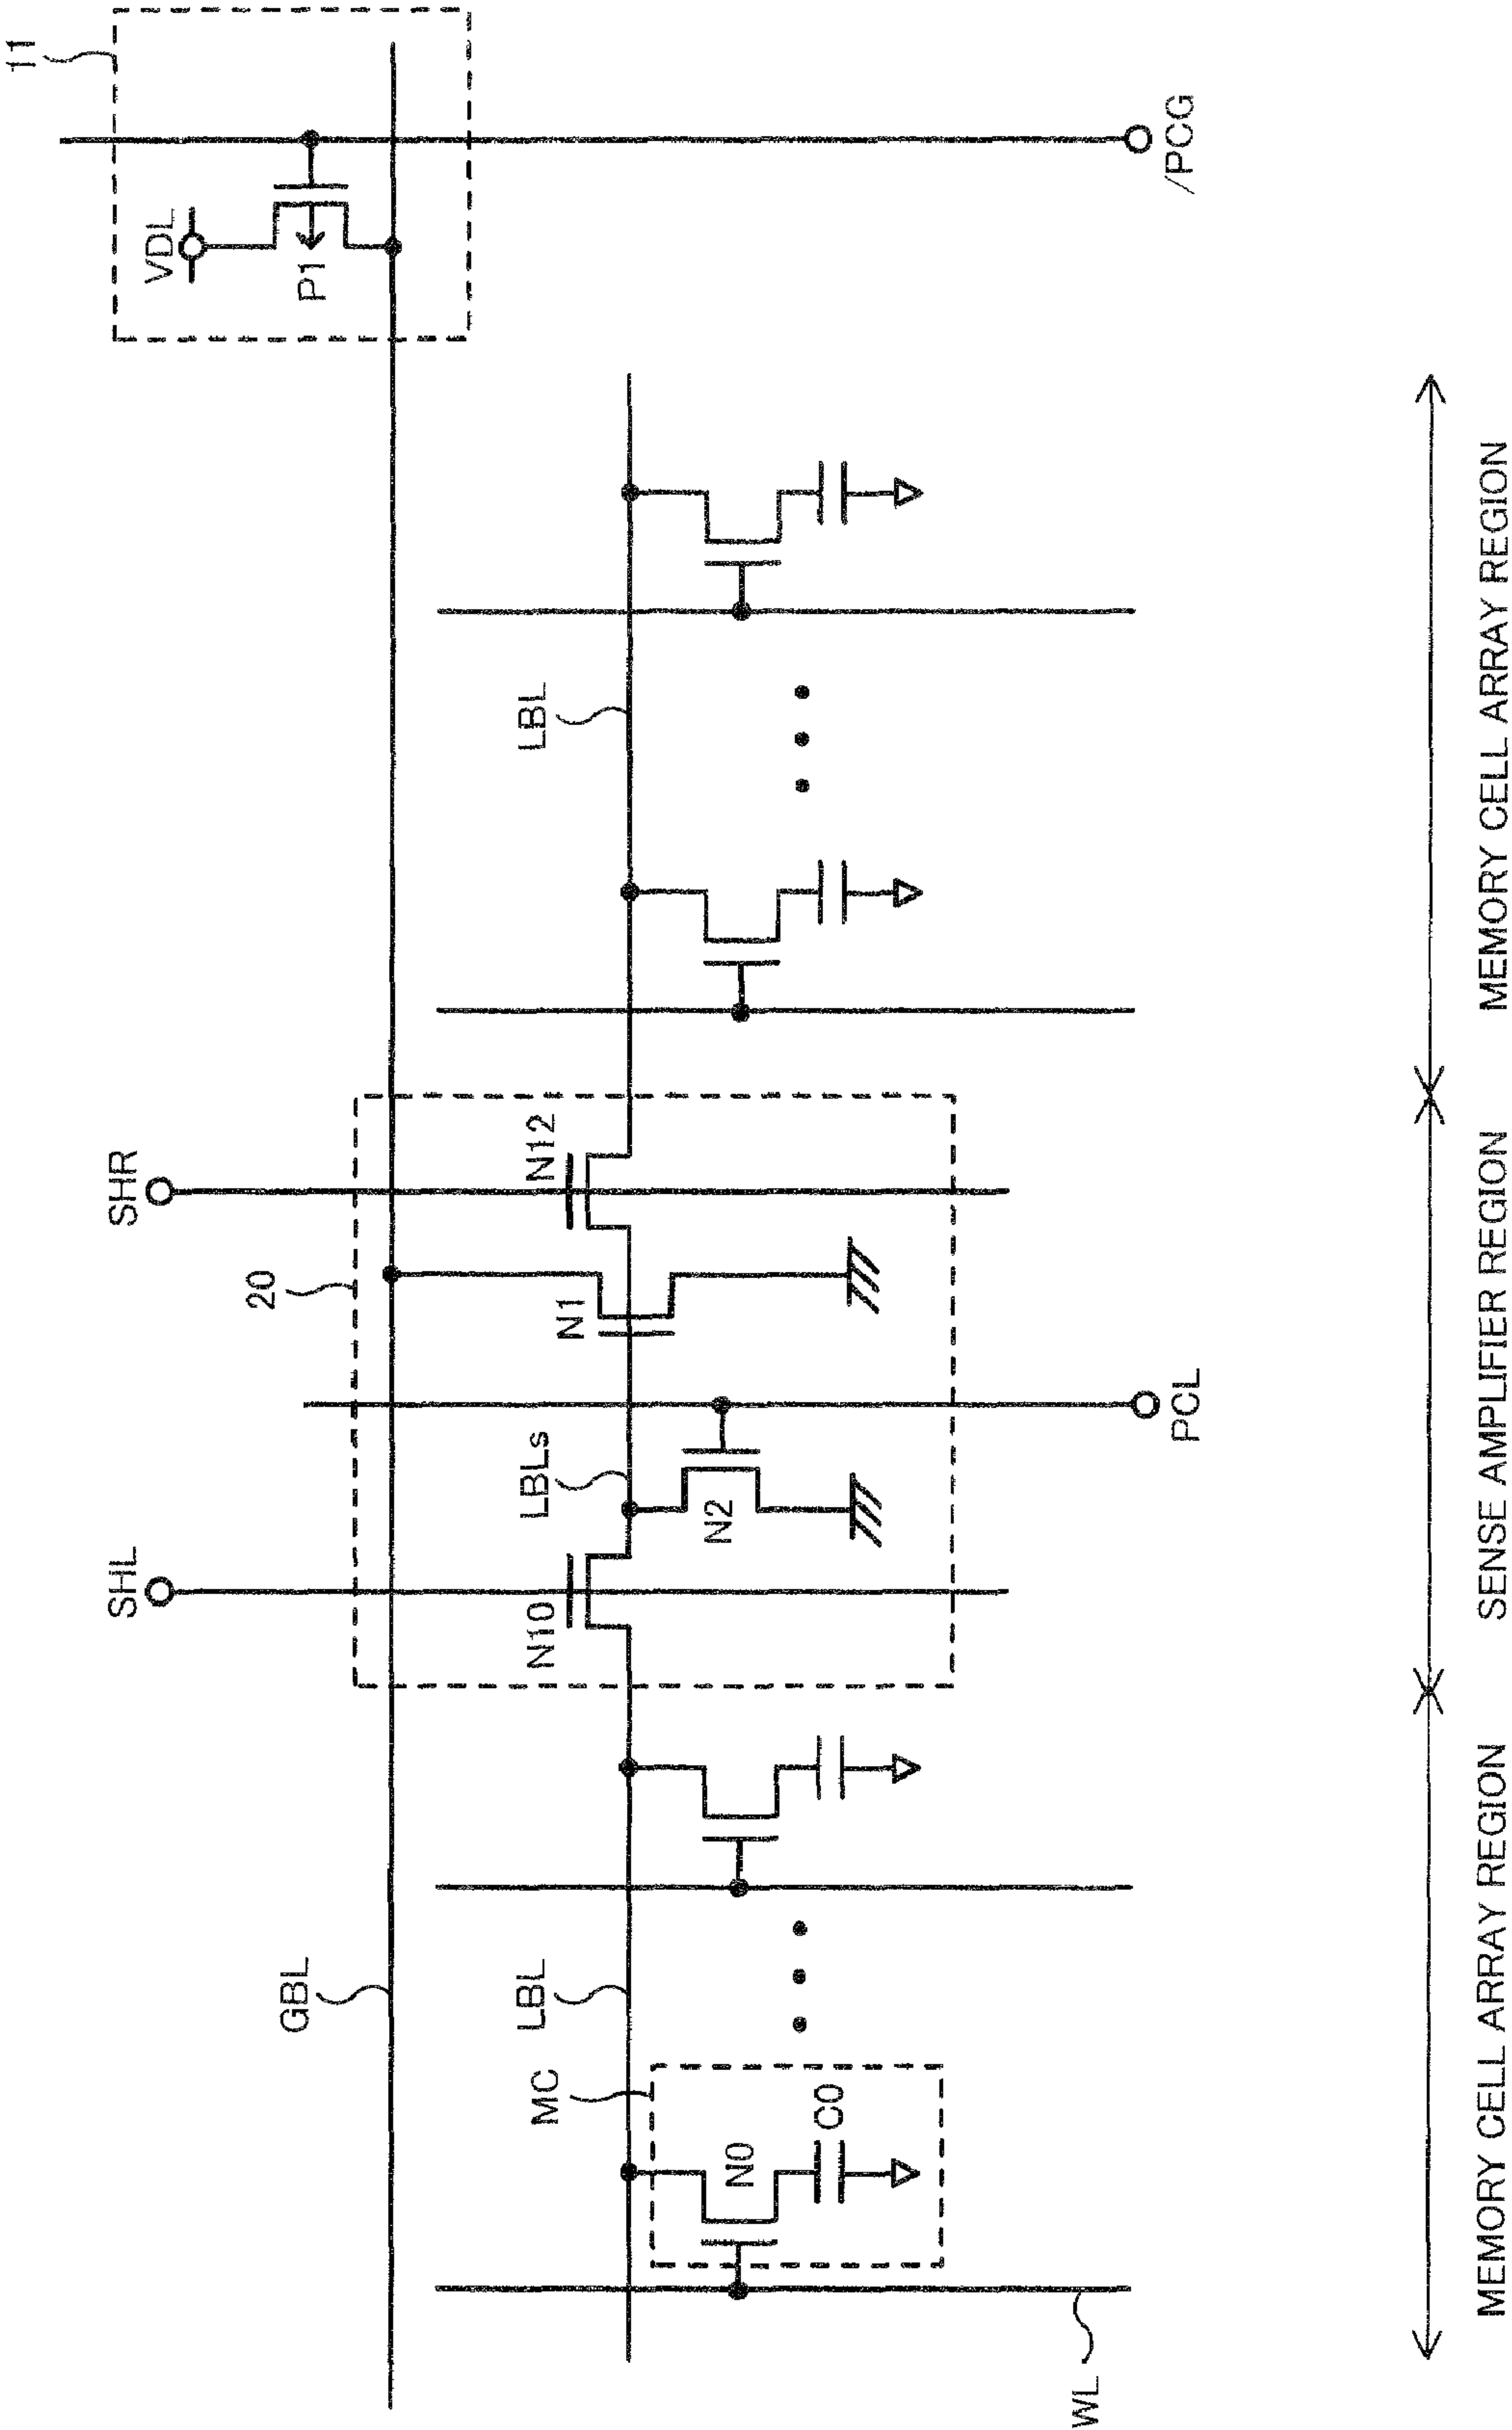 11
VDL
P1
/PCG
LBL
SHR
N12
20
N1
LBLs
N2
PCL
SHL
N10
GBL
LBL
MC
N0
C0
WL
MEMORY CELL ARRAY REGION
SENSE AMPLIFIER REGION
MEMORY CELL ARRAY REGION